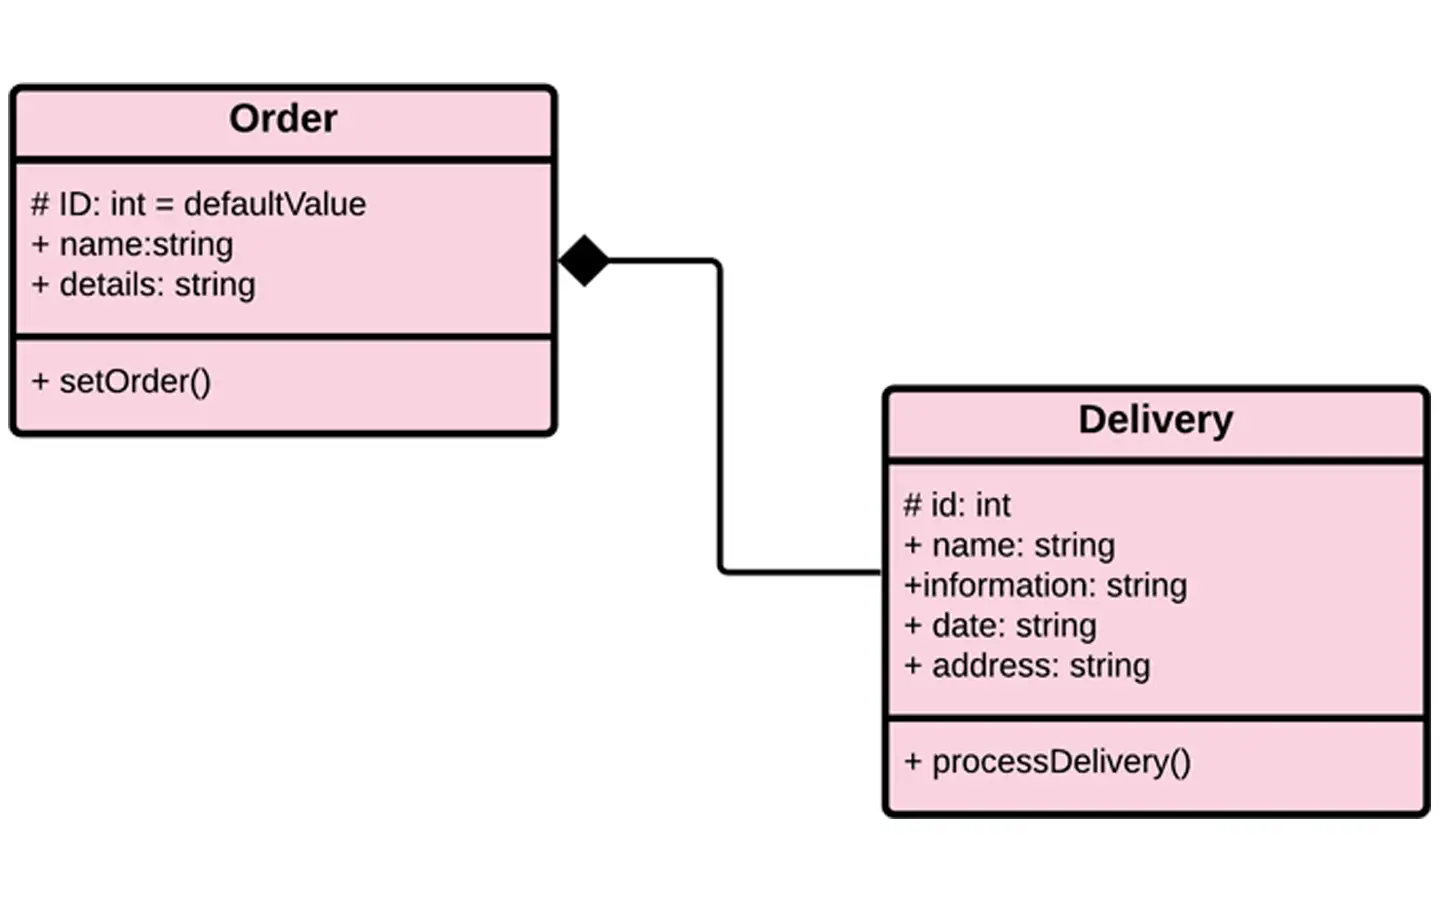 Order
# ID: int = defaultValue
+ name:string
+ details: string
+ setOrder()
Delivery
# id: int
+ name: string
+information: string
+ date: string
+ address: string
+ processDelivery()